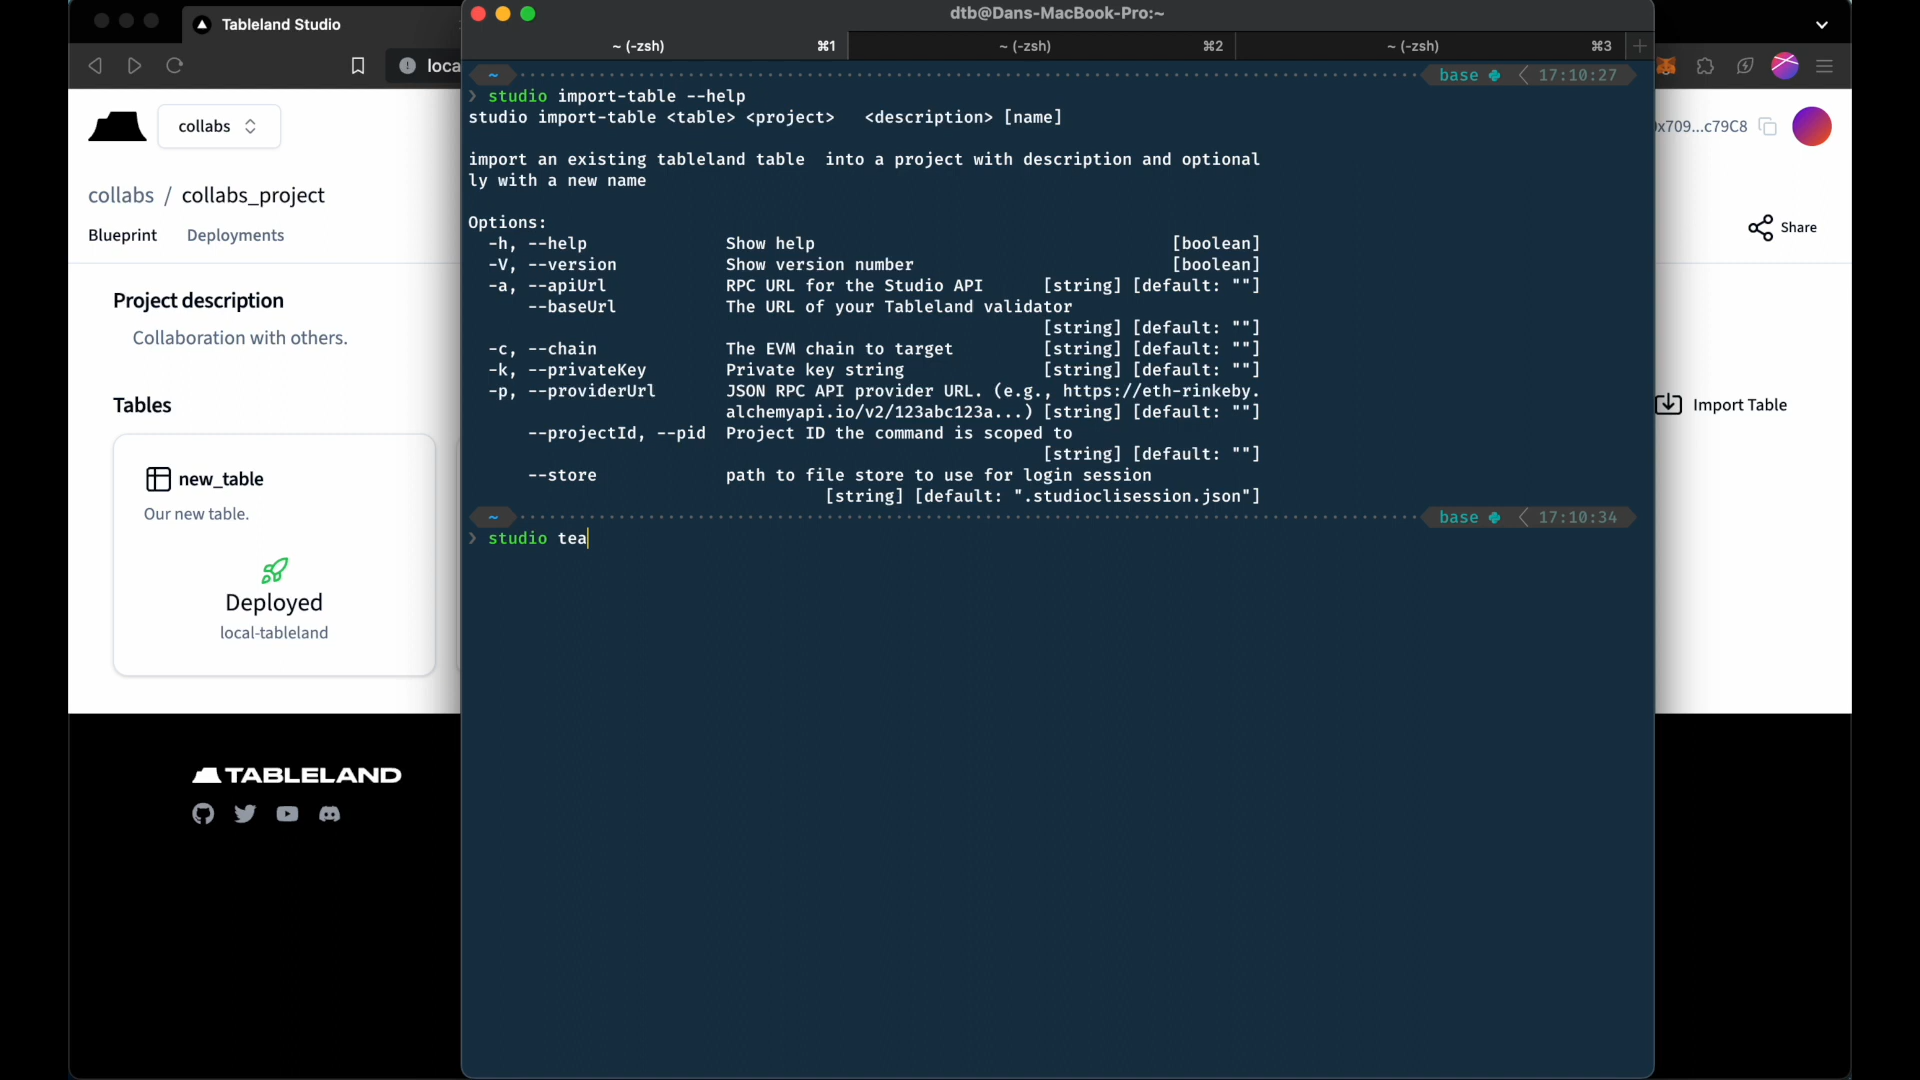 Tableland Studio
loca
collabs
collabs / collabs_project
Blueprint
Deployments
Project description
Collaboration with others.
Tables
new_table
Our new table.
Deployed
local-tableland
TABLELAND
dtb@Dans-MacBook-Pro:~
~ (-zsh) ⌘1
~ (-zsh) ⌘2
~ (-zsh) ⌘3
~ base 17:10:27
❯ studio import-table --help
studio import-table <table> <project>   <description> [name]
import an existing tableland table  into a project with description and optional
ly with a new name
Options:
-h, --help Show help [boolean]
-V, --version Show version number [boolean]
-a, --apiUrl RPC URL for the Studio API [string] [default: ""]
--baseUrl The URL of your Tableland validator
[string] [default: ""]
-c, --chain The EVM chain to target [string] [default: ""]
-k, --privateKey Private key string [string] [default: ""]
-p, --providerUrl JSON RPC API provider URL. (e.g., https://eth-rinkeby.
alchemyapi.io/v2/123abc123a...) [string] [default: ""]
--projectId, --pid Project ID the command is scoped to
[string] [default: ""]
--store path to file store to use for login session
[string] [default: ".studioclisession.json"]
~ base 17:10:34
❯ studio tea
x709...c79C8
Share
Import Table